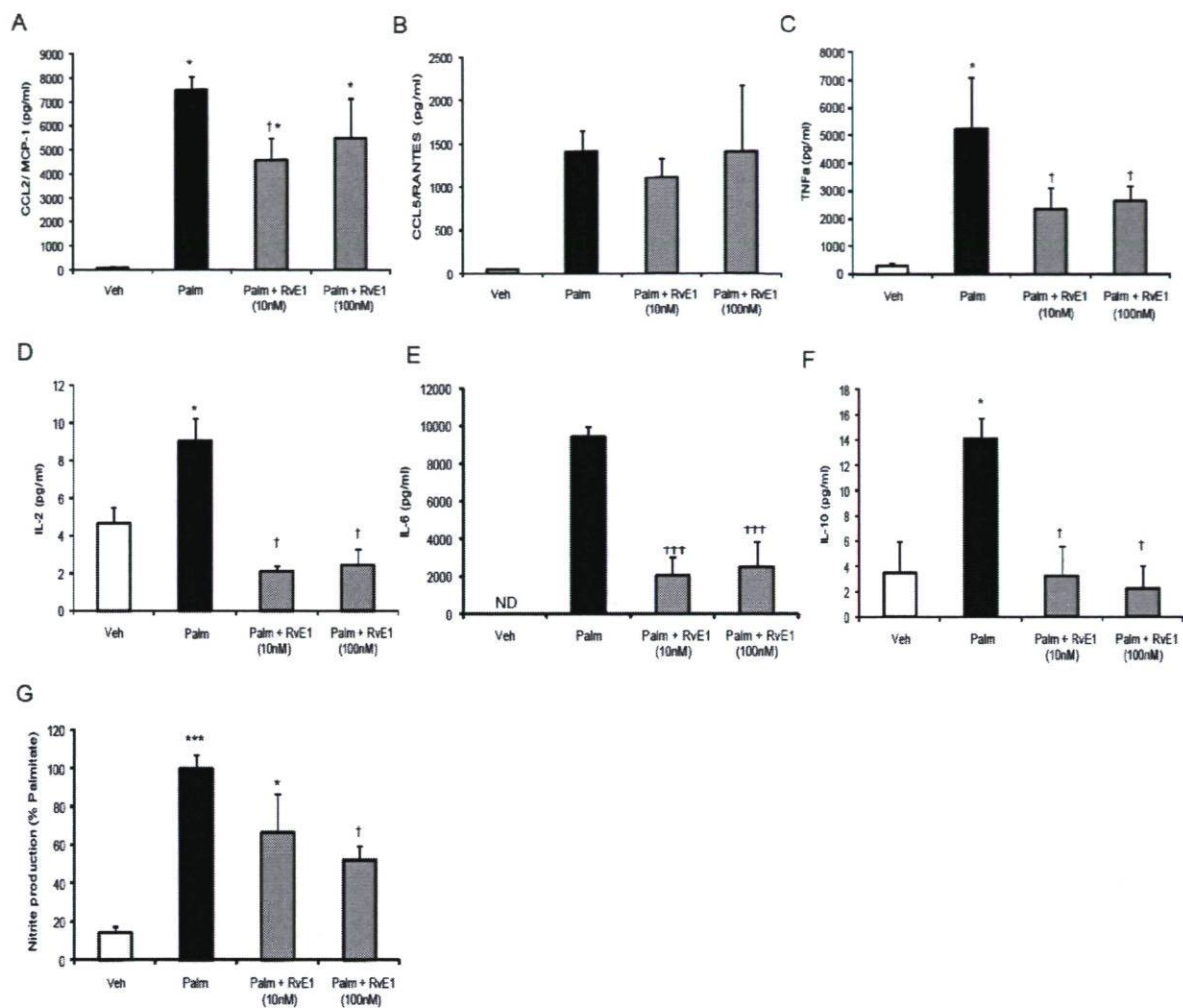 A
CCL2/ MCP-1 (pg/ml)
9000
8000
7000
6000
5000
4000
3000
2000
1000
0
*
†*
*
Veh
Palm
Palm + RvE1
(10nM)
Palm + RvE1
(100nM)
B
CCL5/RANTES (pg/ml)
2500
2000
1500
1000
500
0
Veh
Palm
Palm + RvE1
(10nM)
Palm + RvE1
(100nM)
C
TNFa (pg/ml)
8000
7000
6000
5000
4000
3000
2000
1000
0
*
†
†
Veh
Palm
Palm + RvE1
(10nM)
Palm + RvE1
(100nM)
D
IL-2 (pg/ml)
12
10
8
6
4
2
0
*
†
†
Veh
Palm
Palm + RvE1
(10nM)
Palm + RvE1
(100nM)
E
IL-6 (pg/ml)
12000
10000
8000
6000
4000
2000
0
ND
†††
†††
Veh
Palm
Palm + RvE1
(10nM)
Palm + RvE1
(100nM)
F
IL-10 (pg/ml)
18
16
14
12
10
8
6
4
2
0
*
†
†
Veh
Palm
Palm + RvE1
(10nM)
Palm + RvE1
(100nM)
G
Nitrite production (% Palmitate)
120
100
80
60
40
20
0
***
*
†
Veh
Palm
Palm + RvE1
(10nM)
Palm + RvE1
(100nM)